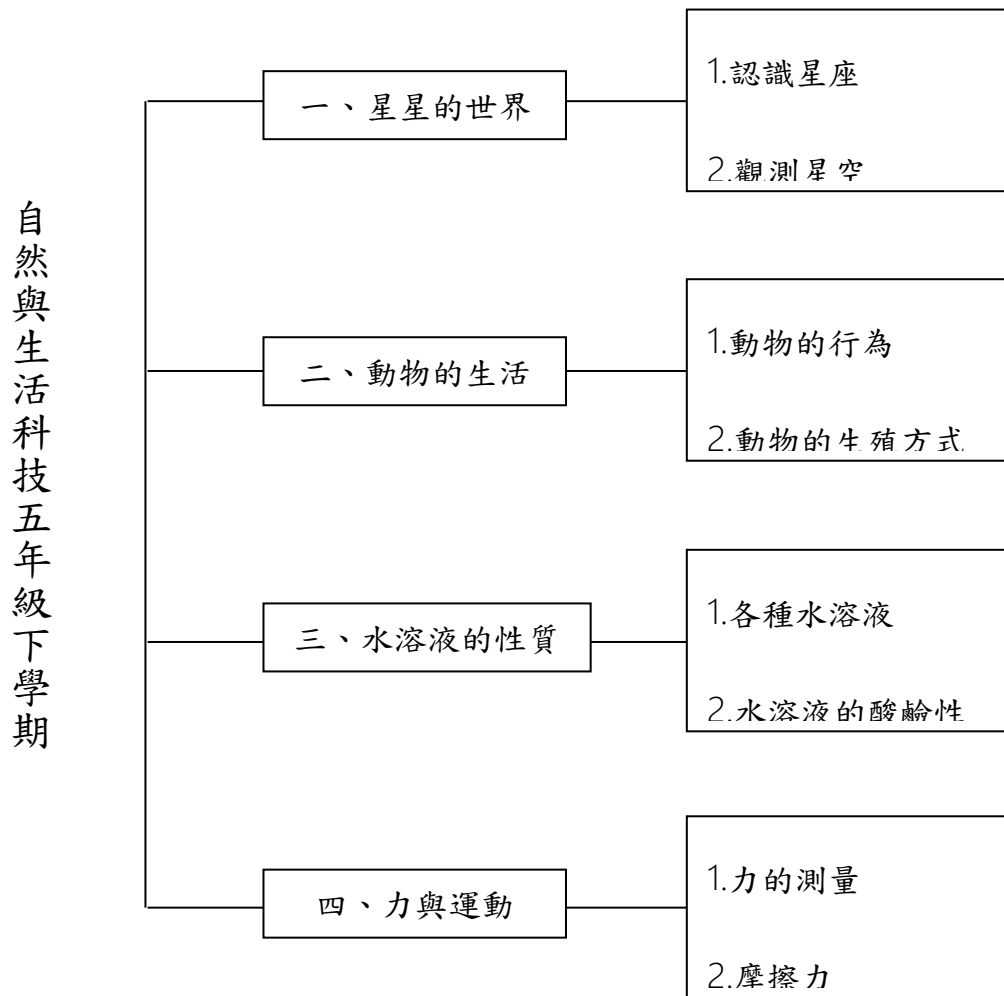 自然與生活科技五年級下學期
一、星星的世界
1.認識星座
2.觀測星空
二、動物的生活
1.動物的行為
2.動物的生殖方式
三、水溶液的性質
1.各種水溶液
2.水溶液的酸鹼性
四、力與運動
1.力的測量
2.摩擦力